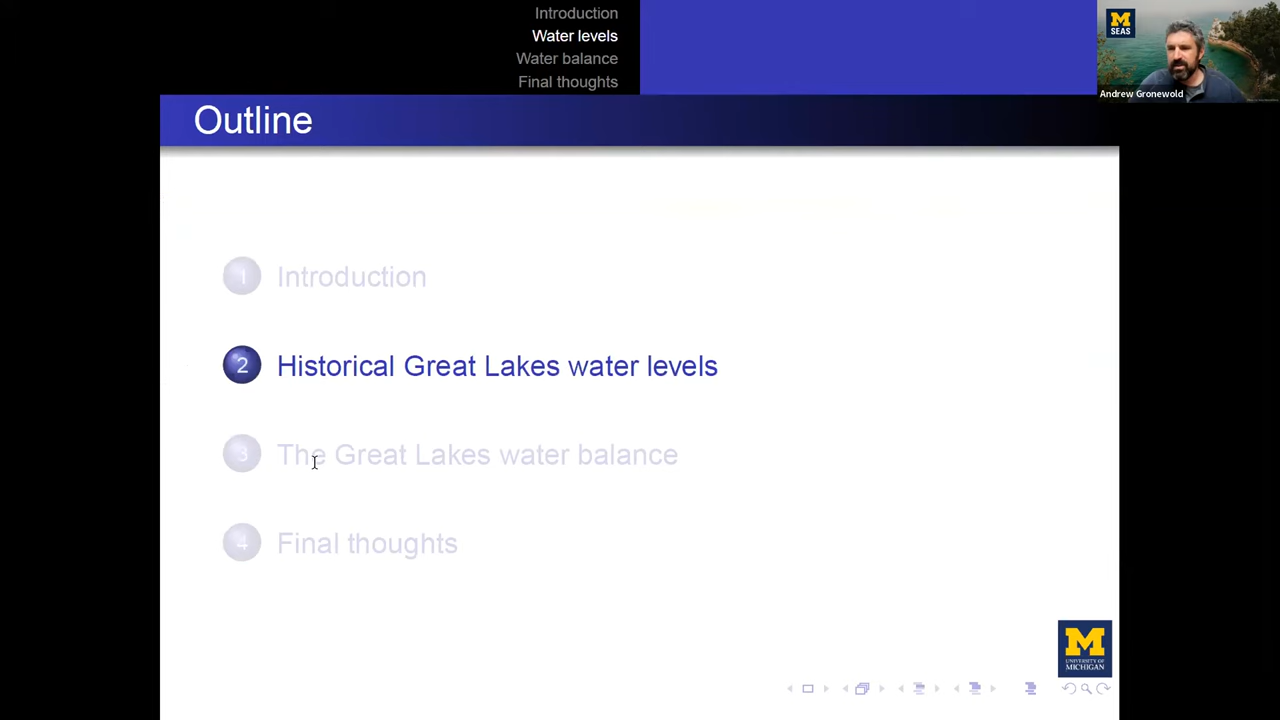 Introduction
Water levels
Water balance
Final thoughts
M
SEAS
Andrew Gronewold
Outline
1 Introduction
2 Historical Great Lakes water levels
3 The Great Lakes water balance
4 Final thoughts
M
UNIVERSITY OF
MICHIGAN